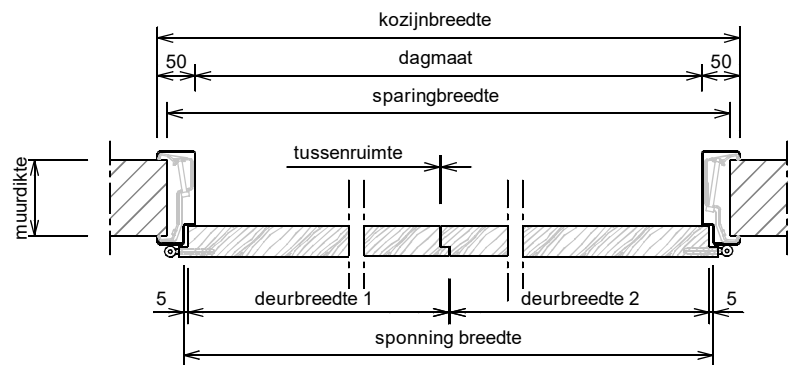 kozijnbreedte
50 dagmaat 50
sparingbreedte
tussenruimte
muurdikte
5 deurbreedte 1 deurbreedte 2 5
sponning breedte